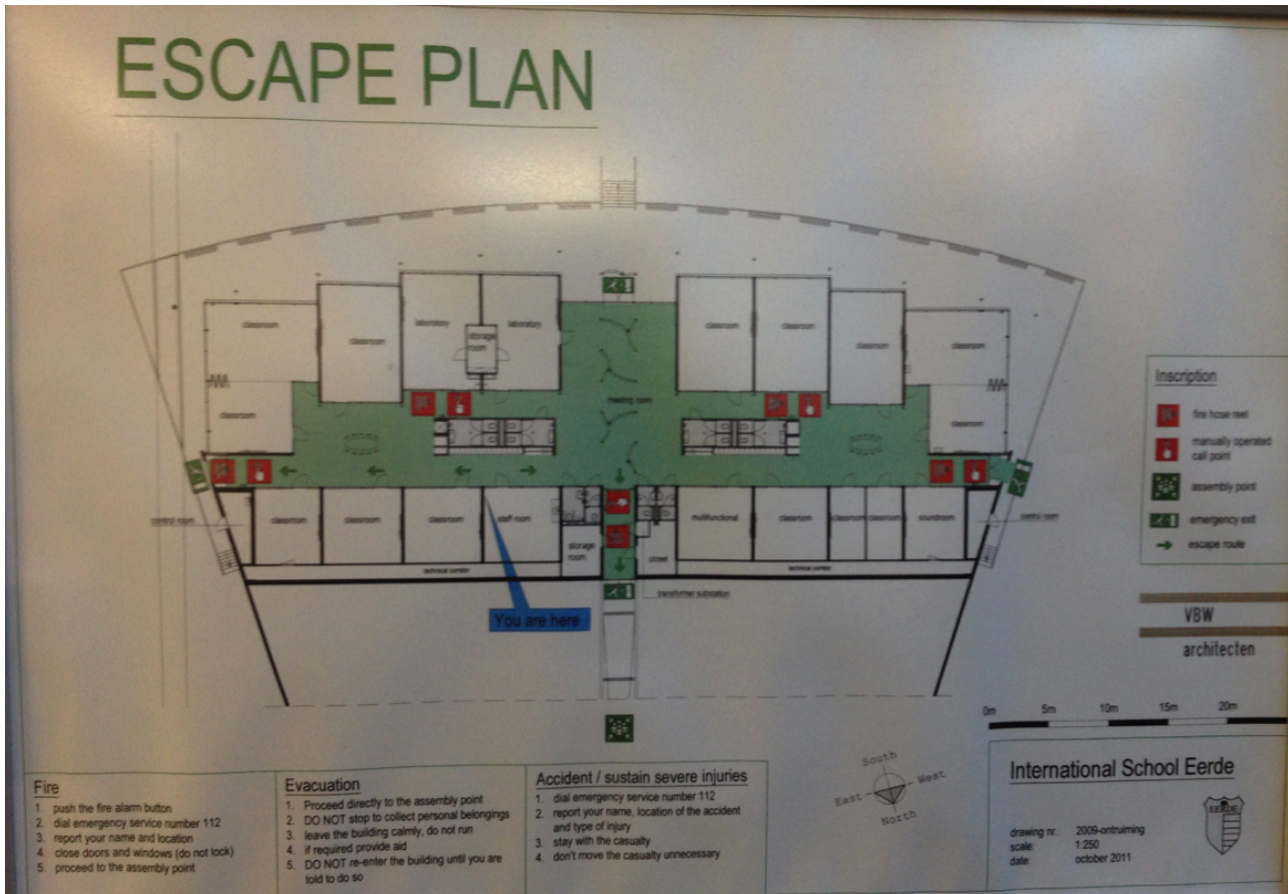 ESCAPE PLAN
classroom
classroom
laboratory
storage
room
laboratory
classroom
classroom
classroom
classroom
classroom
meeting room
classroom
control room
classroom
classroom
classroom
staff room
storage
room
closet
multifunctional
classroom
classroom
classroom
soundroom
control room
technical corridor
technical corridor
transformer substation
You are here
Inscription
fire hose reel
manually operated
call point
assembly point
emergency exit
escape route
VBW
architecten
0m 5m 10m 15m 20m
South
East
West
North
Fire
1. push the fire alarm button
2. dial emergency service number 112
3. report your name and location
4. close doors and windows (do not lock)
5. proceed to the assembly point
Evacuation
1. Proceed directly to the assembly point
2. DO NOT stop to collect personal belongings
3. leave the building calmly, do not run
4. if required provide aid
5. DO NOT re-enter the building until you are
told to do so
Accident / sustain severe injuries
1. dial emergency service number 112
2. report your name, location of the accident
and type of injury
3. stay with the casualty
4. don't move the casualty unnecessary
International School Eerde
EERDE
drawing nr.: 2009-ontruiming
scale: 1:250
date: october 2011